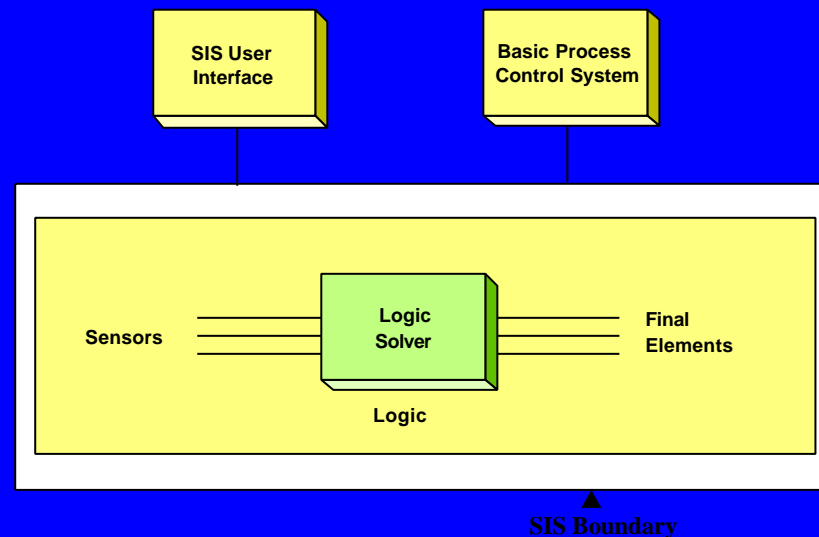 SIS User
Interface
Basic Process
Control System
Sensors
Logic
Solver
Final
Elements
Logic
SIS Boundary